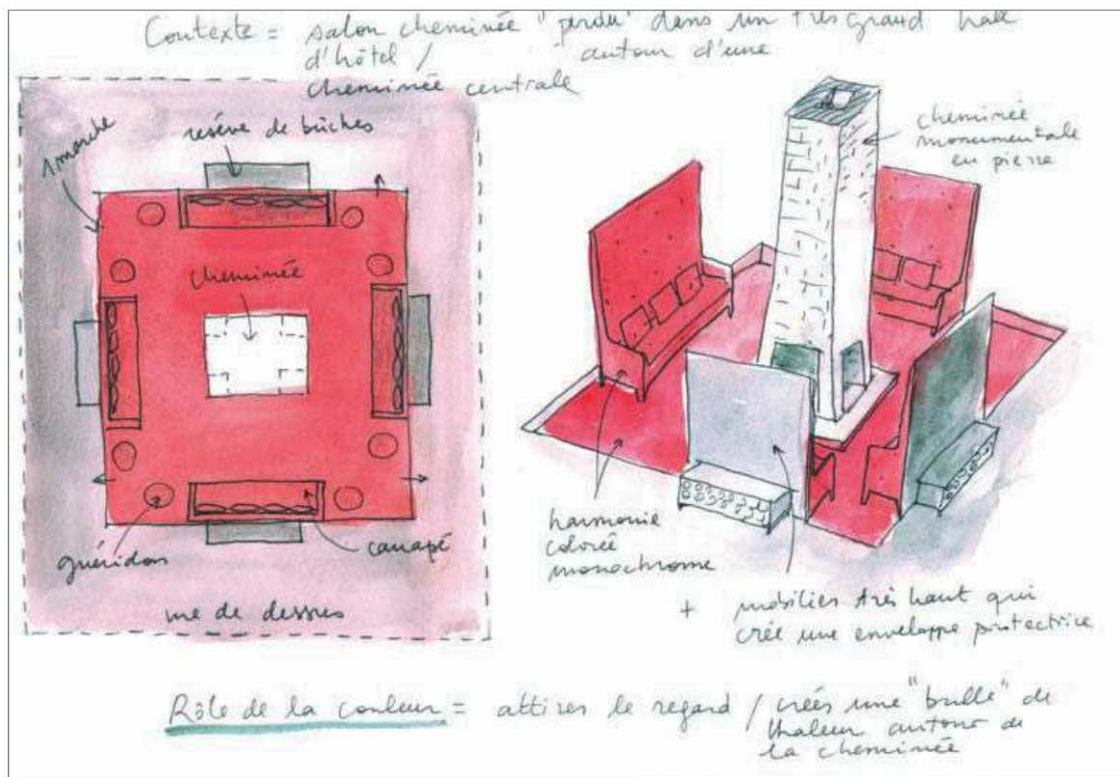 Contexte = salon cheminée "perdu" dans un très grand hall
d'hôtel / autour d'une
cheminée centrale
1 marche
resève de bûches
cheminée
guéridon
canapé
vue de dessus
cheminée
monumentale
en pierre
harmonie
colorée
monochrome
+ mobilier très haut qui
crée une enveloppe protectrice
Rôle de la couleur = attirer le regard / créer une "bulle" de
chaleur autour de
la cheminée